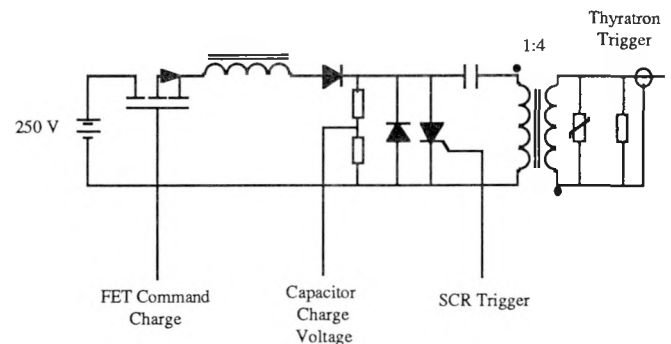 Thyratron
Trigger
1:4
250 V
FET Command
Charge
Capacitor
Charge
Voltage
SCR Trigger